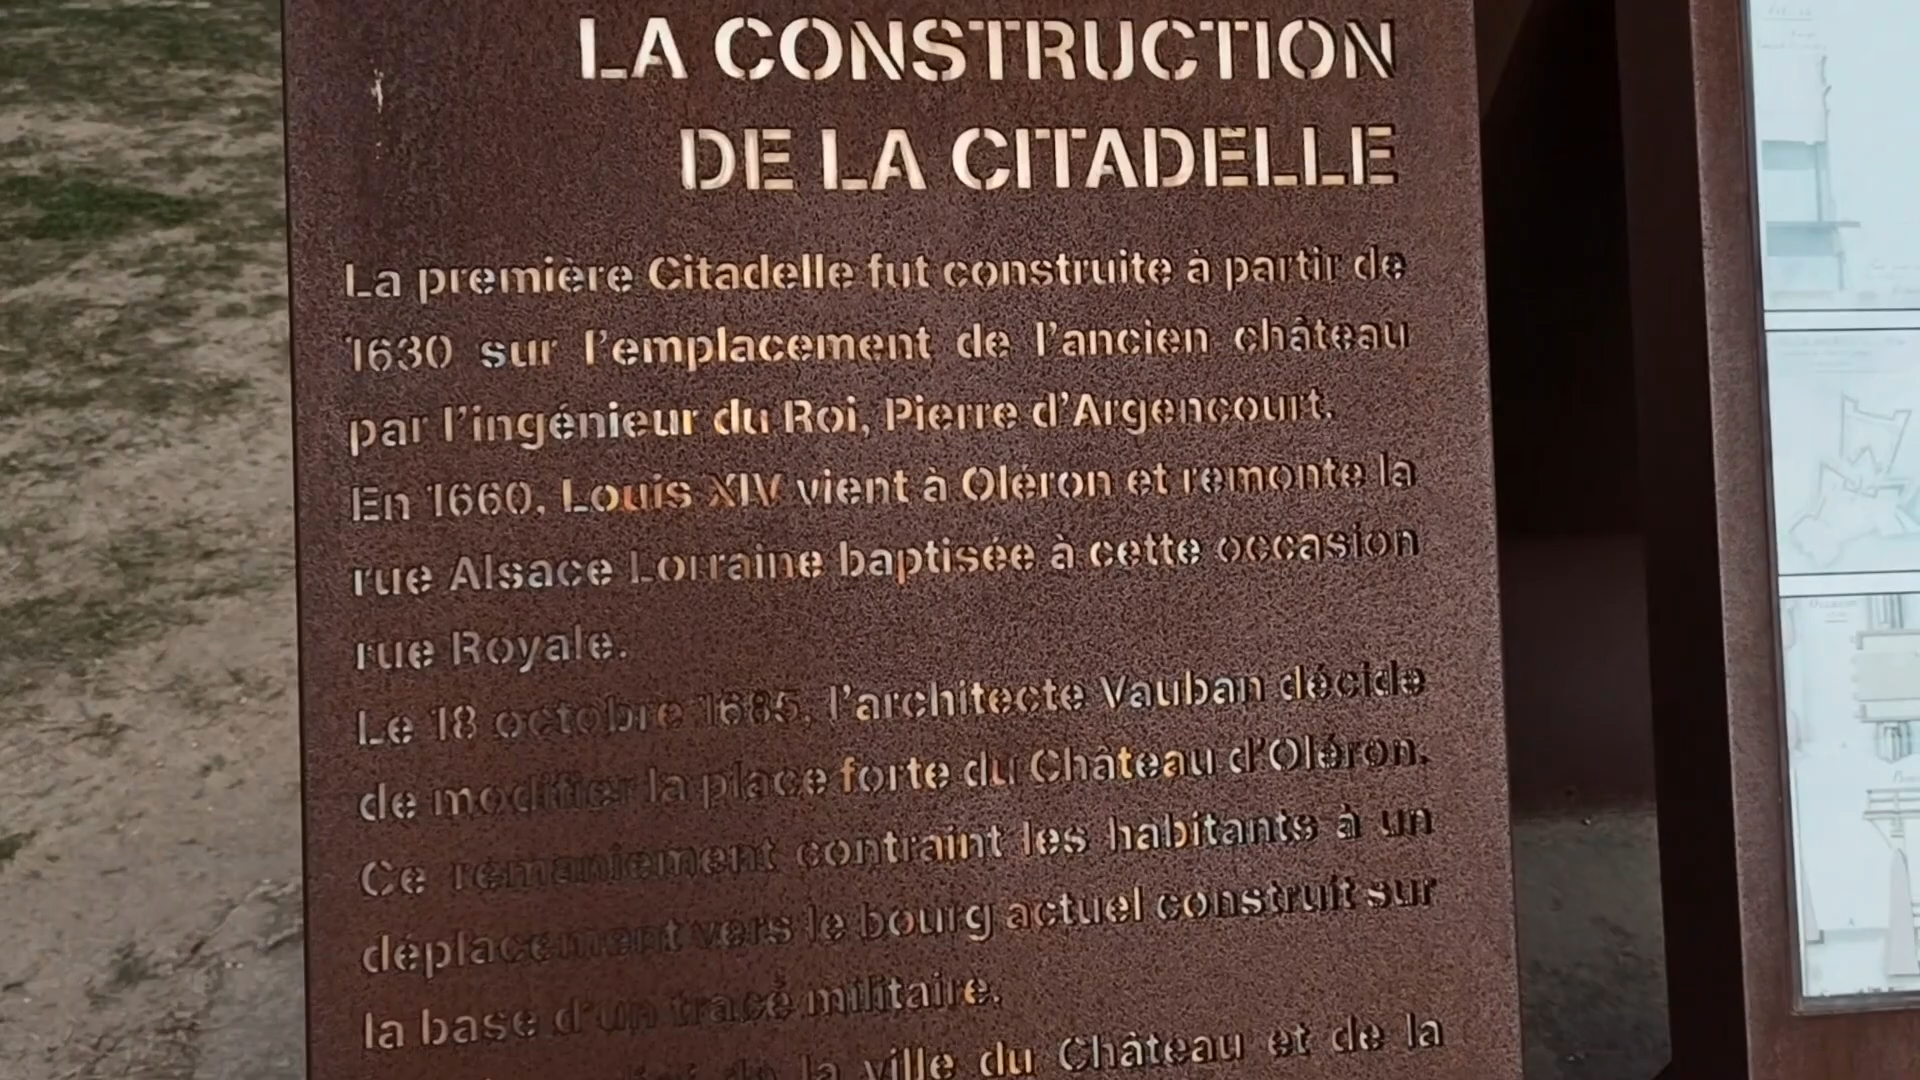 LA CONSTRUCTION
DE LA CITADELLE
La première Citadelle fut construite à partir de
1630 sur l'emplacement de l'ancien château
par l'ingénieur du Roi, Pierre d'Argencourt.
En 1660, Louis XIV vient à Oléron et remonte la
rue Alsace Lorraine baptisée à cette occasion
rue Royale.
Le 18 octobre 1685, l'architecte Vauban décide
de modifier la place forte du Château d'Oléron.
Ce remaniement contraint les habitants à un
déplacement vers le bourg actuel construit sur
la base d'un tracé militaire.
de la ville du Château et de la